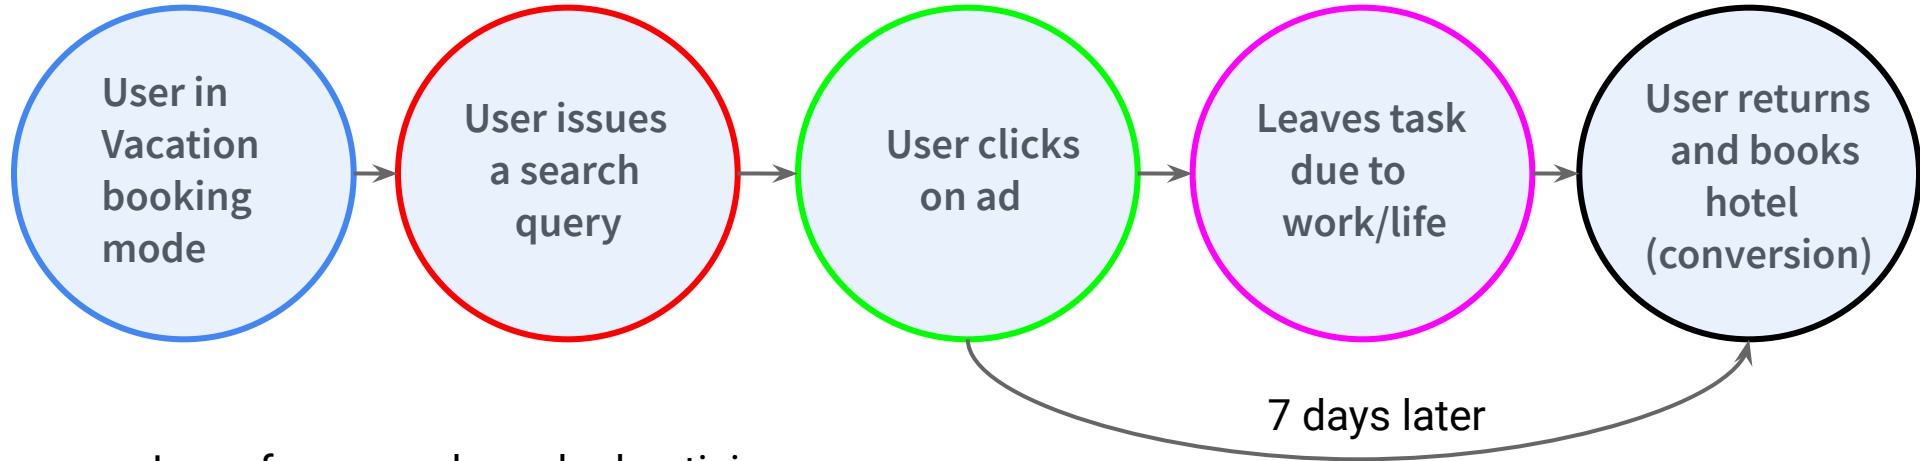 User in
Vacation
booking
mode
User issues
a search
query
User clicks
on ad
Leaves task
due to
work/life
User returns
and books
hotel
(conversion)
7 days later